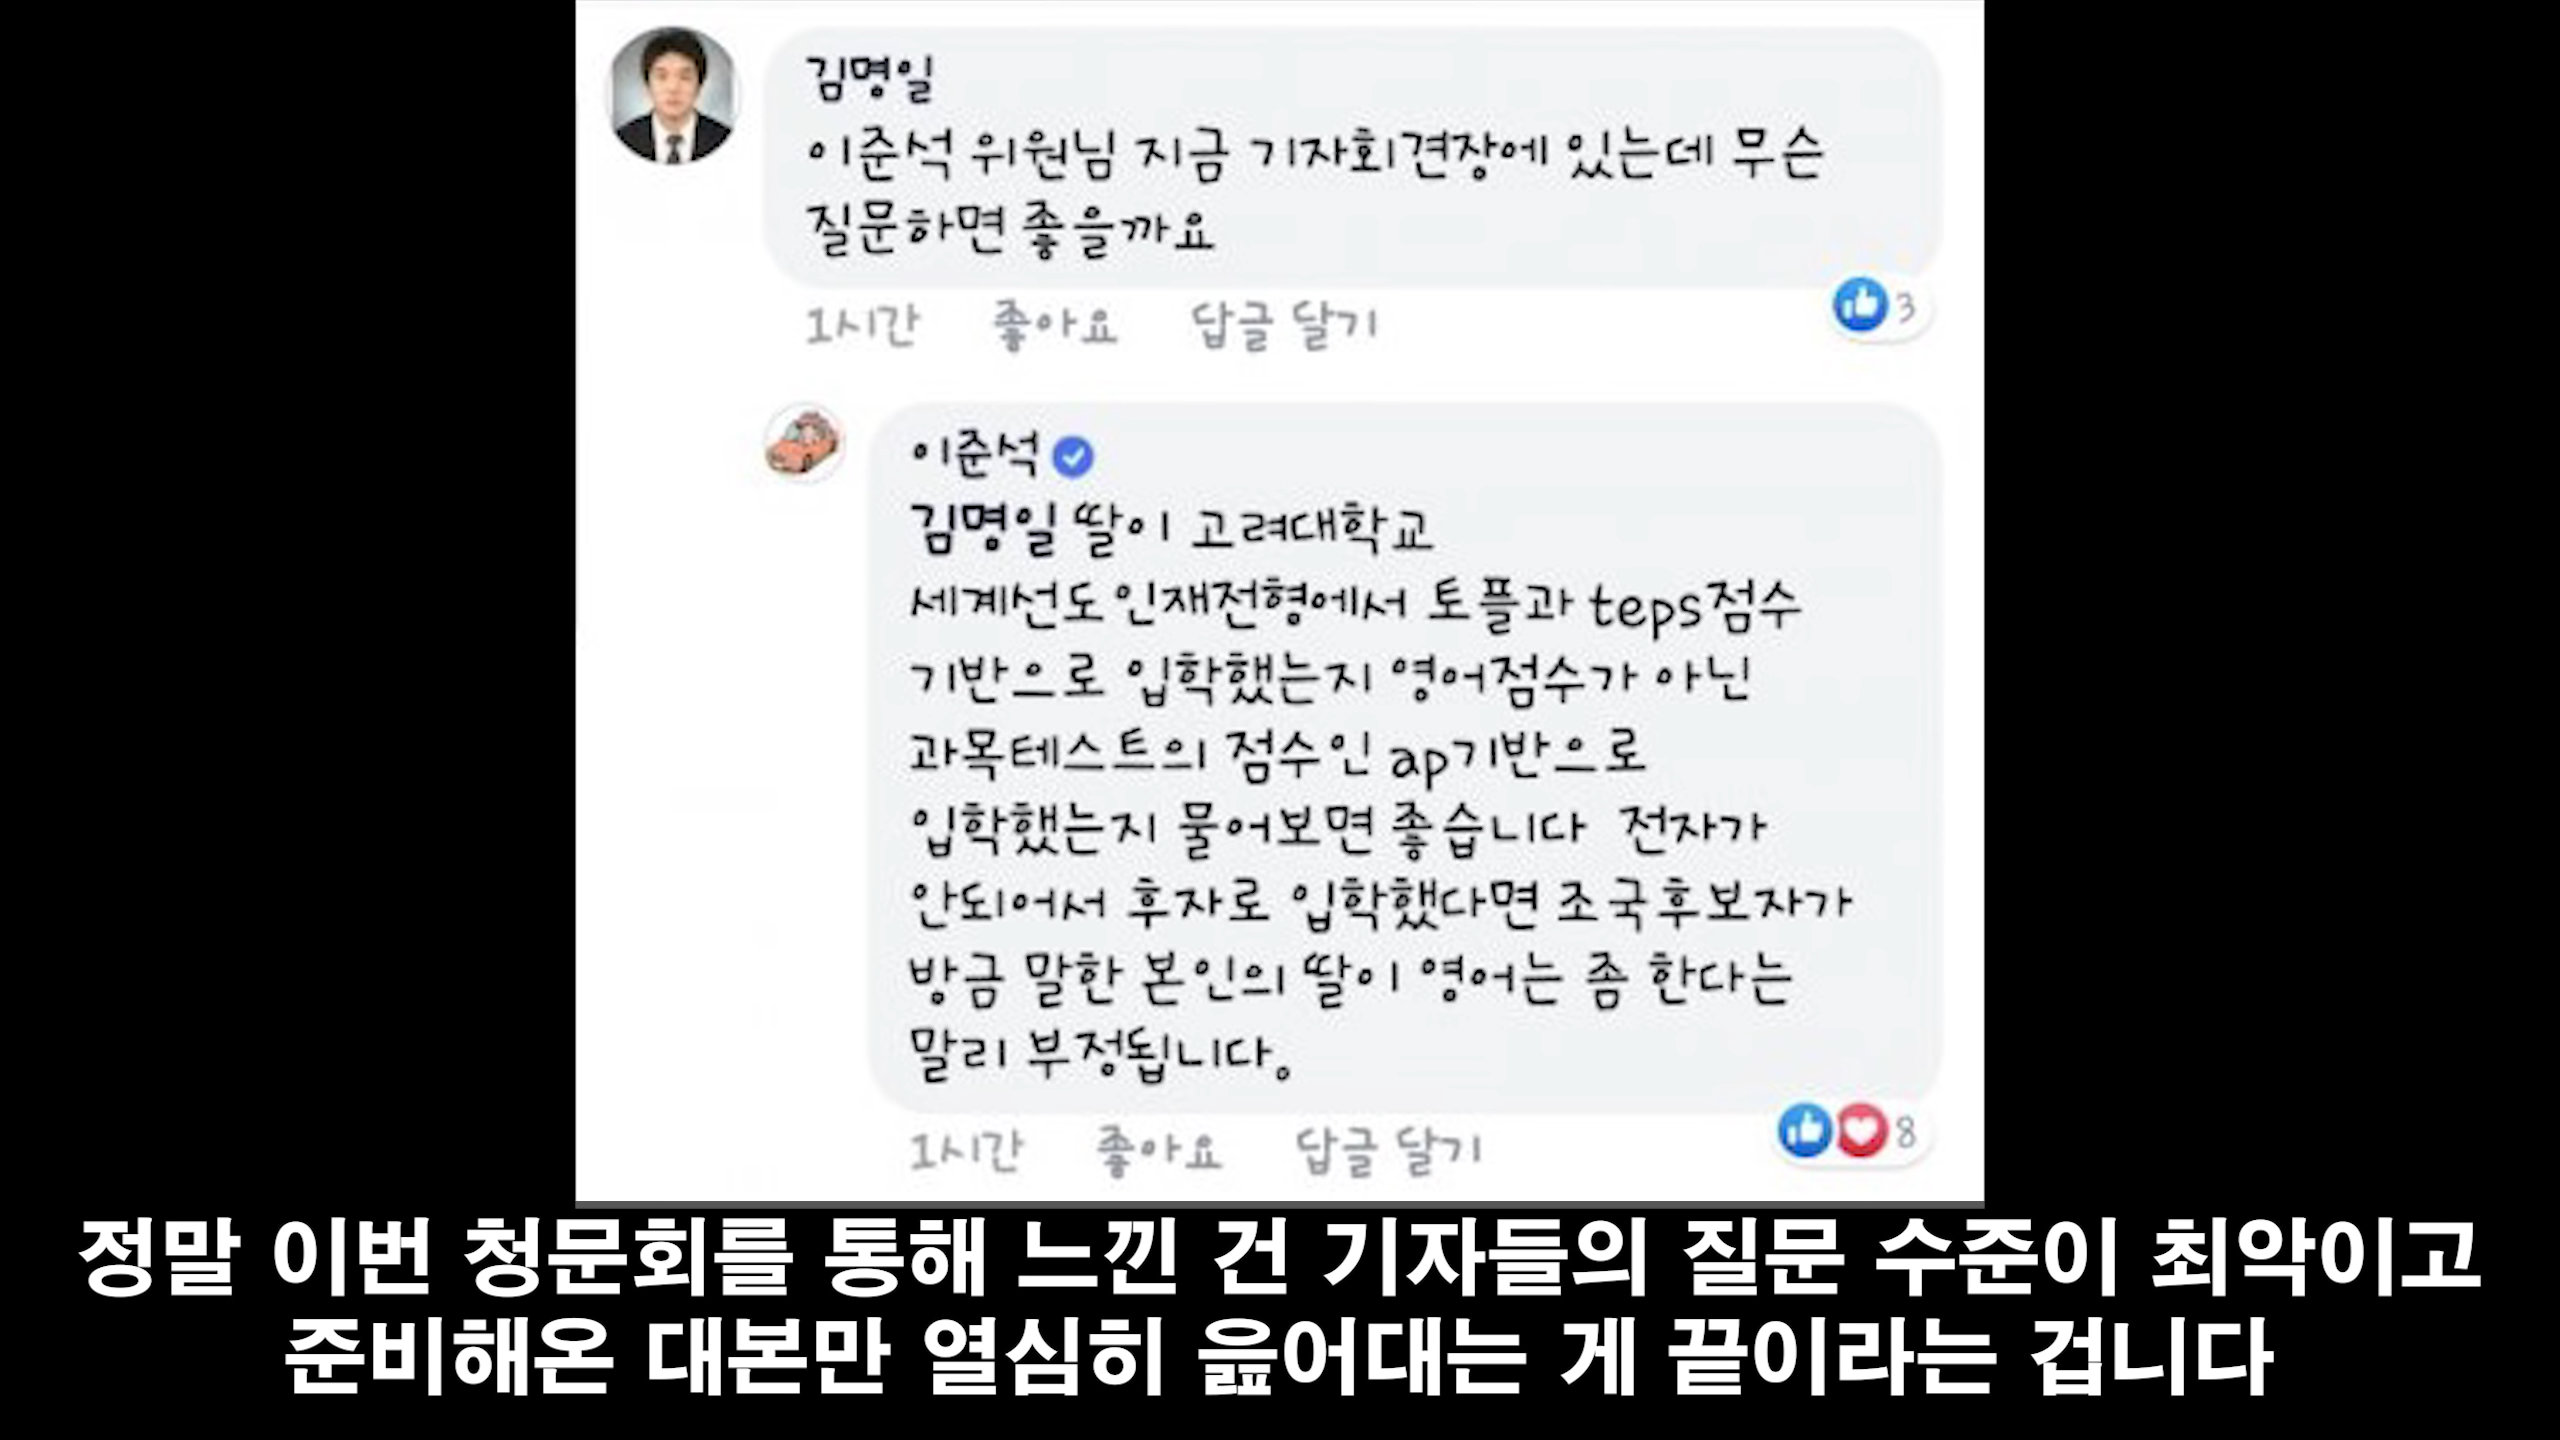 김명일
이준석 위원님 지금 기자회견장에 있는데 무슨
질문하면 좋을까요
1시간 좋아요 답글 달기 3
이준석
김명일 딸이 고려대학교
세계선도인재전형에서 토플과 teps점수
기반으로 입학했는지 영어점수가 아닌
과목테스트의 점수인 ap기반으로
입학했는지 물어보면 좋습니다 전자가
안되어서 후자로 입학했다면 조국후보자가
방금 말한 본인의 딸이 영어는 좀 한다는
말리 부정됩니다。
1시간 좋아요 답글 달기 8
정말 이번 청문회를 통해 느낀 건 기자들의 질문 수준이 최악이고
준비해온 대본만 열심히 읊어대는 게 끝이라는 겁니다